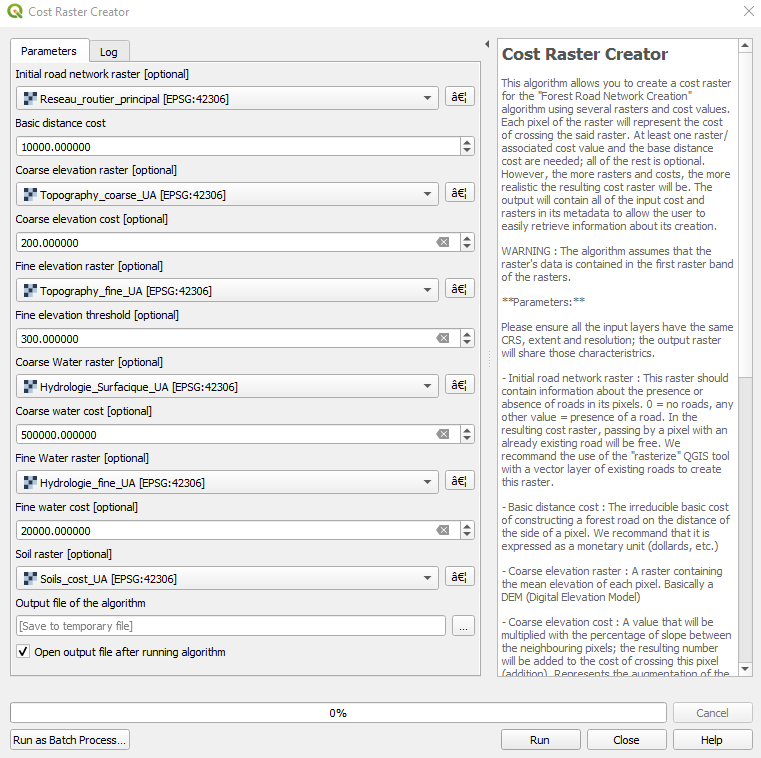 Cost Raster Creator
Parameters
Log
Initial road network raster [optional]
Reseau_routier_principal [EPSG:42306]
â€¦
Basic distance cost
10000.000000
Coarse elevation raster [optional]
Topography_coarse_UA [EPSG:42306]
â€¦
Coarse elevation cost [optional]
200.000000
Fine elevation raster [optional]
Topography_fine_UA [EPSG:42306]
â€¦
Fine elevation threshold [optional]
300.000000
Coarse Water raster [optional]
Hydrologie_Surfacique_UA [EPSG:42306]
â€¦
Coarse water cost [optional]
500000.000000
Fine Water raster [optional]
Hydrologie_fine_UA [EPSG:42306]
â€¦
Fine water cost [optional]
20000.000000
Soil raster [optional]
Soils_cost_UA [EPSG:42306]
â€¦
Output file of the algorithm
[Save to temporary file]
...
Open output file after running algorithm
Cost Raster Creator
This algorithm allows you to create a cost raster
for the "Forest Road Network Creation"
algorithm using several rasters and cost values.
Each pixel of the raster will represent the cost
of crossing the said raster. At least one raster/
associated cost value and the base distance
cost are needed; all of the rest is optional.
However, the more rasters and costs, the more
realistic the resulting cost raster will be. The
output will contain all of the input cost and
rasters in its metadata to allow the user to
easily retrieve information about its creation.
WARNING : The algorithm assumes that the
raster's data is contained in the first raster band
of the rasters.
**Parameters:**
Please ensure all the input layers have the same
CRS, extent and resolution; the output raster
will share those characteristics.
- Initial road network raster : This raster should
contain information about the presence or
absence of roads in its pixels. 0 = no roads, any
other value = presence of a road. In the
resulting cost raster, passing by a pixel with an
already existing road will be free. We
recommand the use of the "rasterize" QGIS tool
with a vector layer of existing roads to create
this raster.
- Basic distance cost : The irreducible basic cost
of constructing a forest road on the distance of
the side of a pixel. We recommand that it is
expressed as a monetary unit (dollards, etc.)
- Coarse elevation raster : A raster containing
the mean elevation of each pixel. Basically a
DEM (Digital Elevation Model)
- Coarse elevation cost : A value that will be
multiplied with the percentage of slope between
the neighbouring pixels; the resulting number
will be added to the cost of crossing this pixel
(addition). Represents the augmentation of the
0%
Cancel
Run as Batch Process...
Run
Close
Help